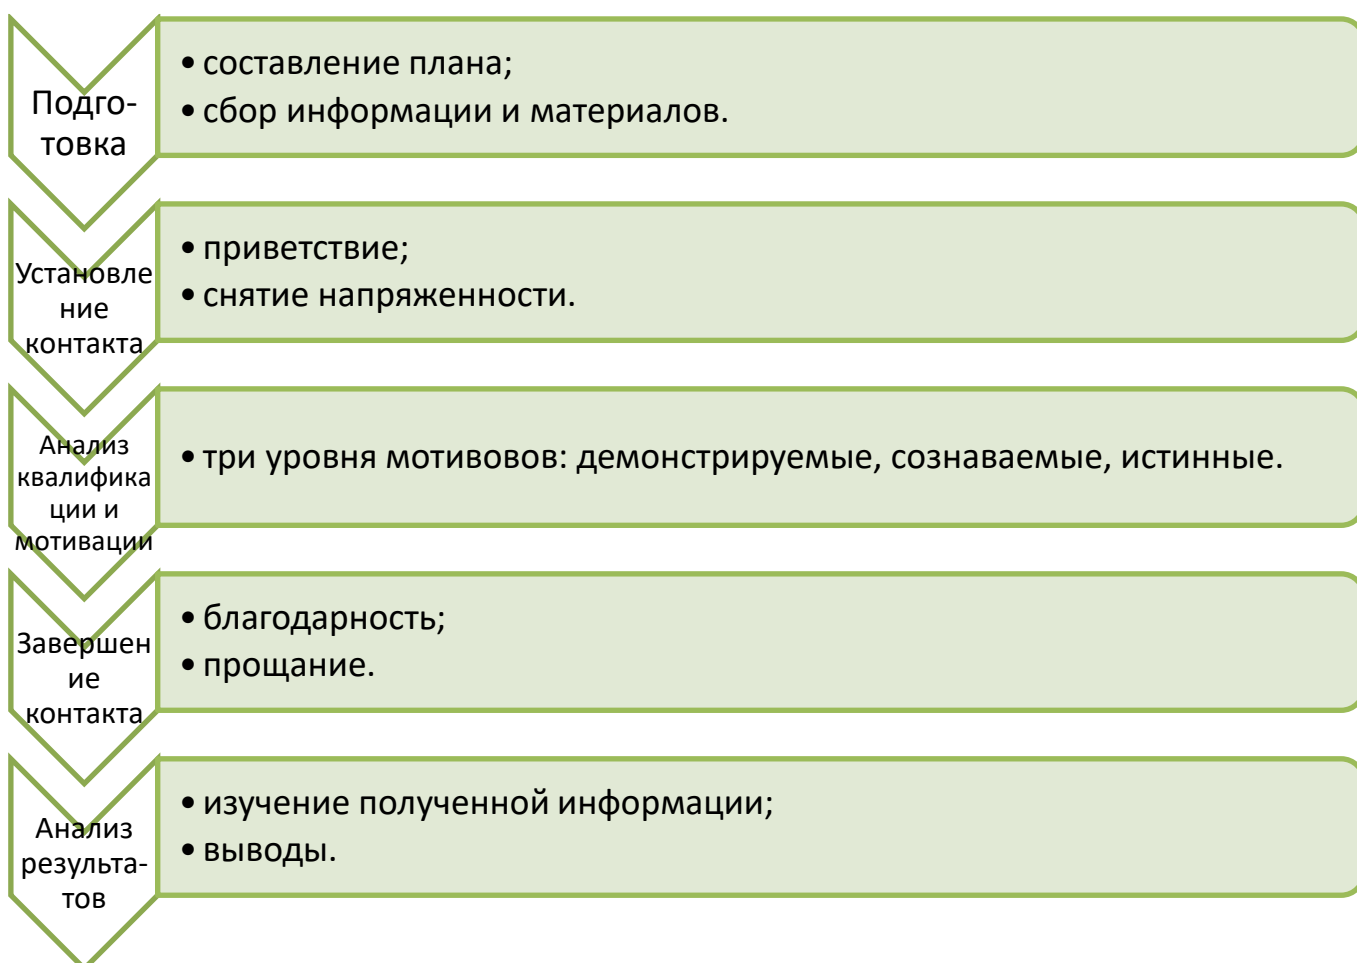 Подго-
товка
• составление плана;
• сбор информации и материалов.
Установле
ние
контакта
• приветствие;
• снятие напряженности.
Анализ
квалифика
ции и
мотивации
• три уровня мотивовов: демонстрируемые, сознаваемые, истинные.
Завершен
ие
контакта
• благодарность;
• прощание.
Анализ
результа-
тов
• изучение полученной информации;
• выводы.